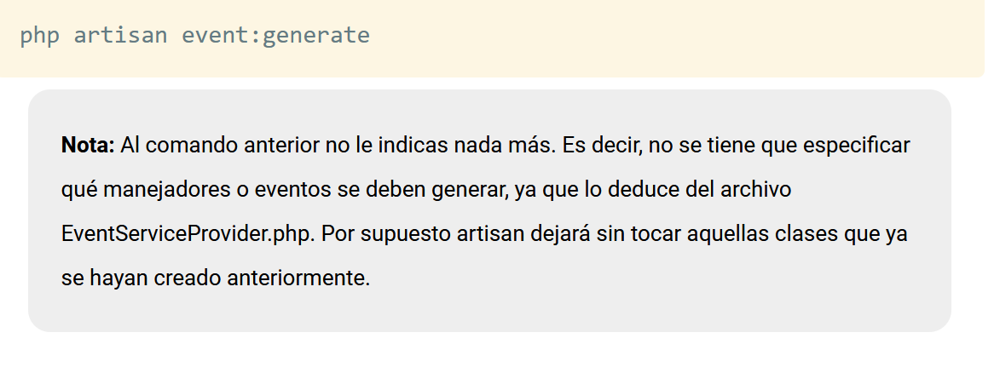 php artisan event:generate
Nota: Al comando anterior no le indicas nada más. Es decir, no se tiene que especificar
qué manejadores o eventos se deben generar, ya que lo deduce del archivo
EventServiceProvider.php. Por supuesto artisan dejará sin tocar aquellas clases que ya
se hayan creado anteriormente.